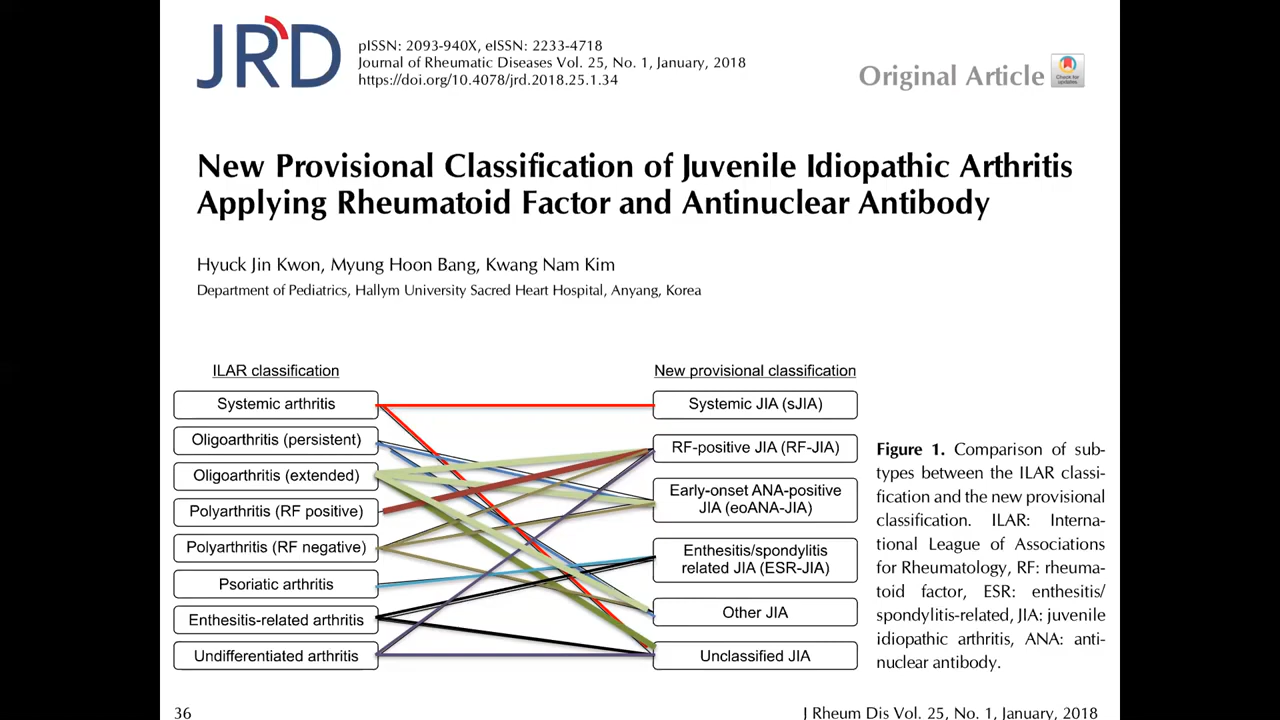 JRD
pISSN: 2093-940X, eISSN: 2233-4718
Journal of Rheumatic Diseases Vol. 25, No. 1, January, 2018
https://doi.org/10.4078/jrd.2018.25.1.34
Original Article
Check for
updates
New Provisional Classification of Juvenile Idiopathic Arthritis
Applying Rheumatoid Factor and Antinuclear Antibody
Hyuck Jin Kwon, Myung Hoon Bang, Kwang Nam Kim
Department of Pediatrics, Hallym University Sacred Heart Hospital, Anyang, Korea
ILAR classification
Systemic arthritis
Oligoarthritis (persistent)
Oligoarthritis (extended)
Polyarthritis (RF positive)
Polyarthritis (RF negative)
Psoriatic arthritis
Enthesitis-related arthritis
Undifferentiated arthritis
New provisional classification
Systemic JIA (sJIA)
RF-positive JIA (RF-JIA)
Early-onset ANA-positive
JIA (eoANA-JIA)
Enthesitis/spondylitis
related JIA (ESR-JIA)
Other JIA
Unclassified JIA
Figure 1. Comparison of sub-
types between the ILAR classi-
fication and the new provisional
classification. ILAR: Interna-
tional League of Associations
for Rheumatology, RF: rheuma-
toid factor, ESR: enthesitis/
spondylitis-related, JIA: juvenile
idiopathic arthritis, ANA: anti-
nuclear antibody.
36
J Rheum Dis Vol. 25, No. 1, January, 2018